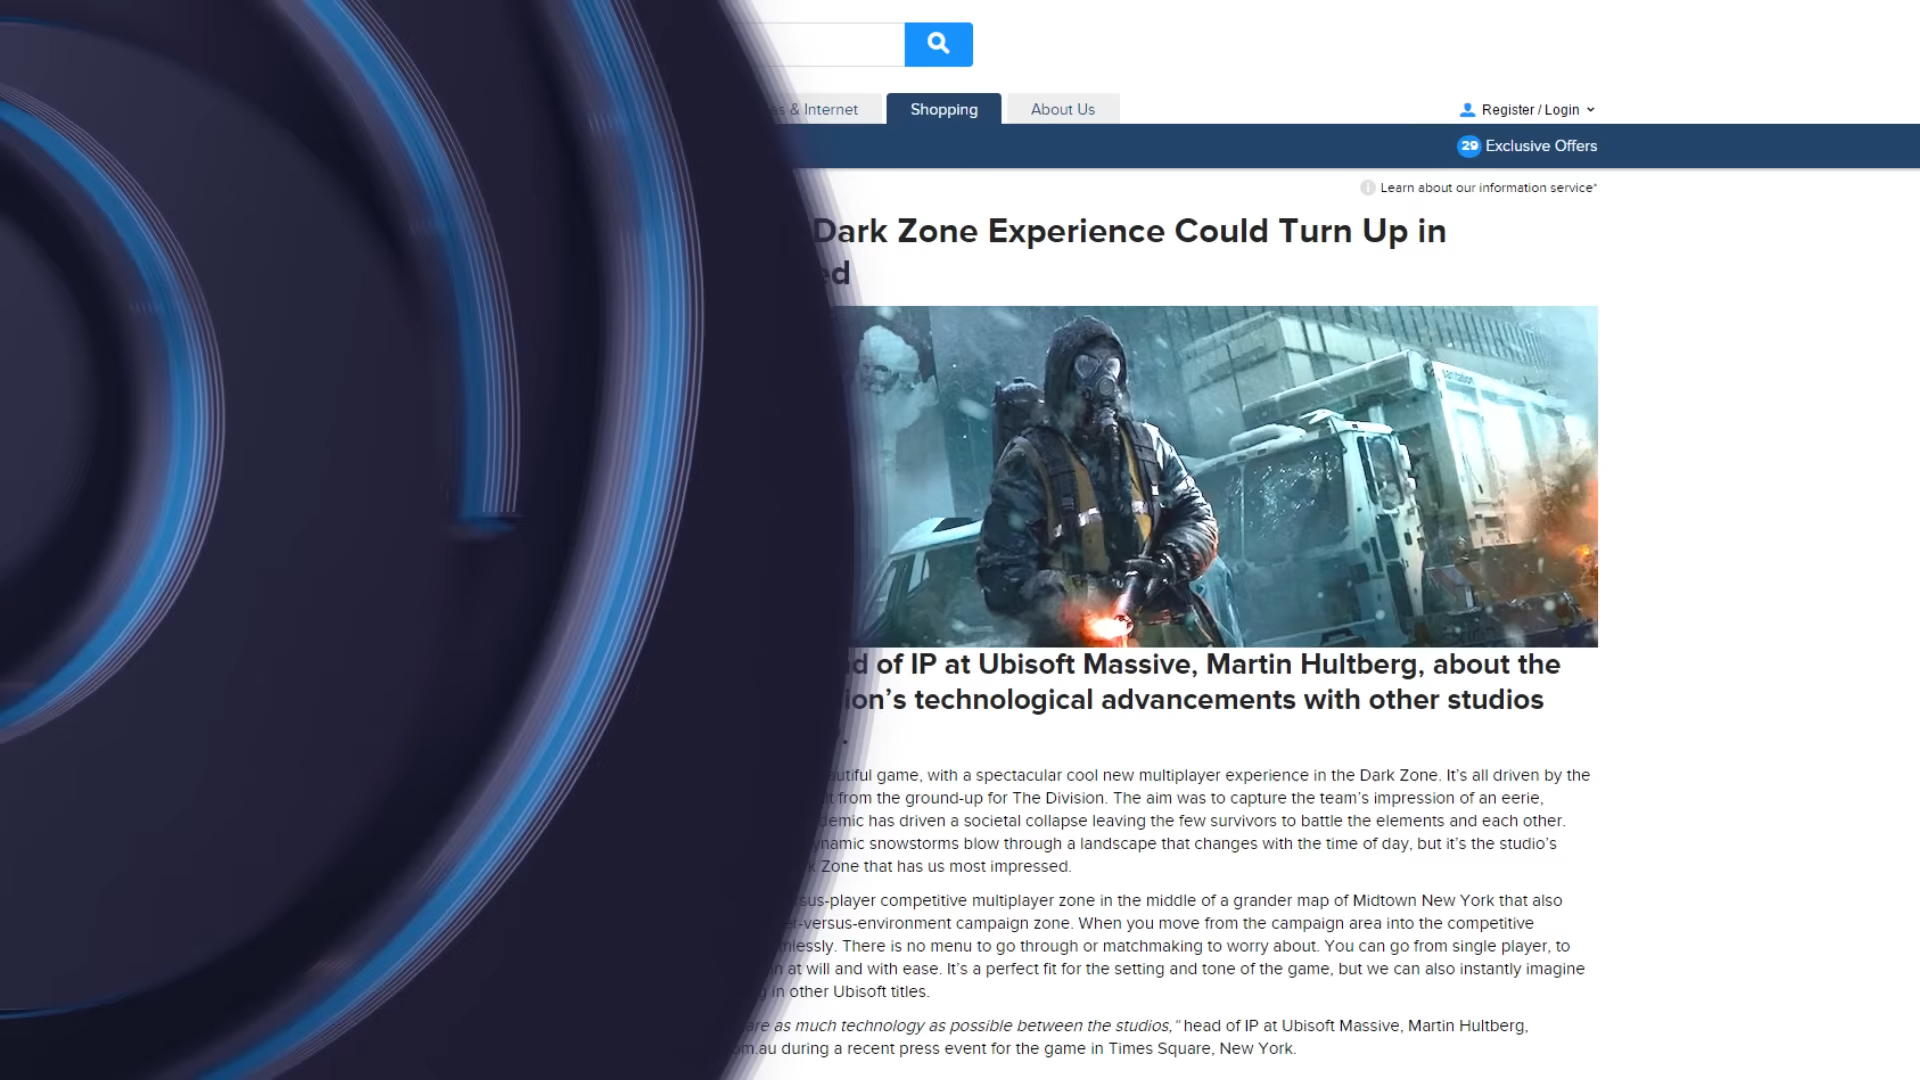 & Internet
Shopping
About Us
Register / Login
29 Exclusive Offers
Learn about our information service*
Dark Zone Experience Could Turn Up in
sanitation
of IP at Ubisoft Massive, Martin Hultberg, about the
technological advancements with other studios
game, with a spectacular cool new multiplayer experience in the Dark Zone. It’s all driven by the
from the ground-up for The Division. The aim was to capture the team’s impression of an eerie,
has driven a societal collapse leaving the few survivors to battle the elements and each other.
snowstorms blow through a landscape that changes with the time of day, but it’s the studio’s
Zone that has us most impressed.
competitive multiplayer zone in the middle of a grander map of Midtown New York that also
-versus-environment campaign zone. When you move from the campaign area into the competitive
There is no menu to go through or matchmaking to worry about. You can go from single player, to
at will and with ease. It’s a perfect fit for the setting and tone of the game, but we can also instantly imagine
in other Ubisoft titles.
as much technology as possible between the studios,” head of IP at Ubisoft Massive, Martin Hultberg,
.au during a recent press event for the game in Times Square, New York.